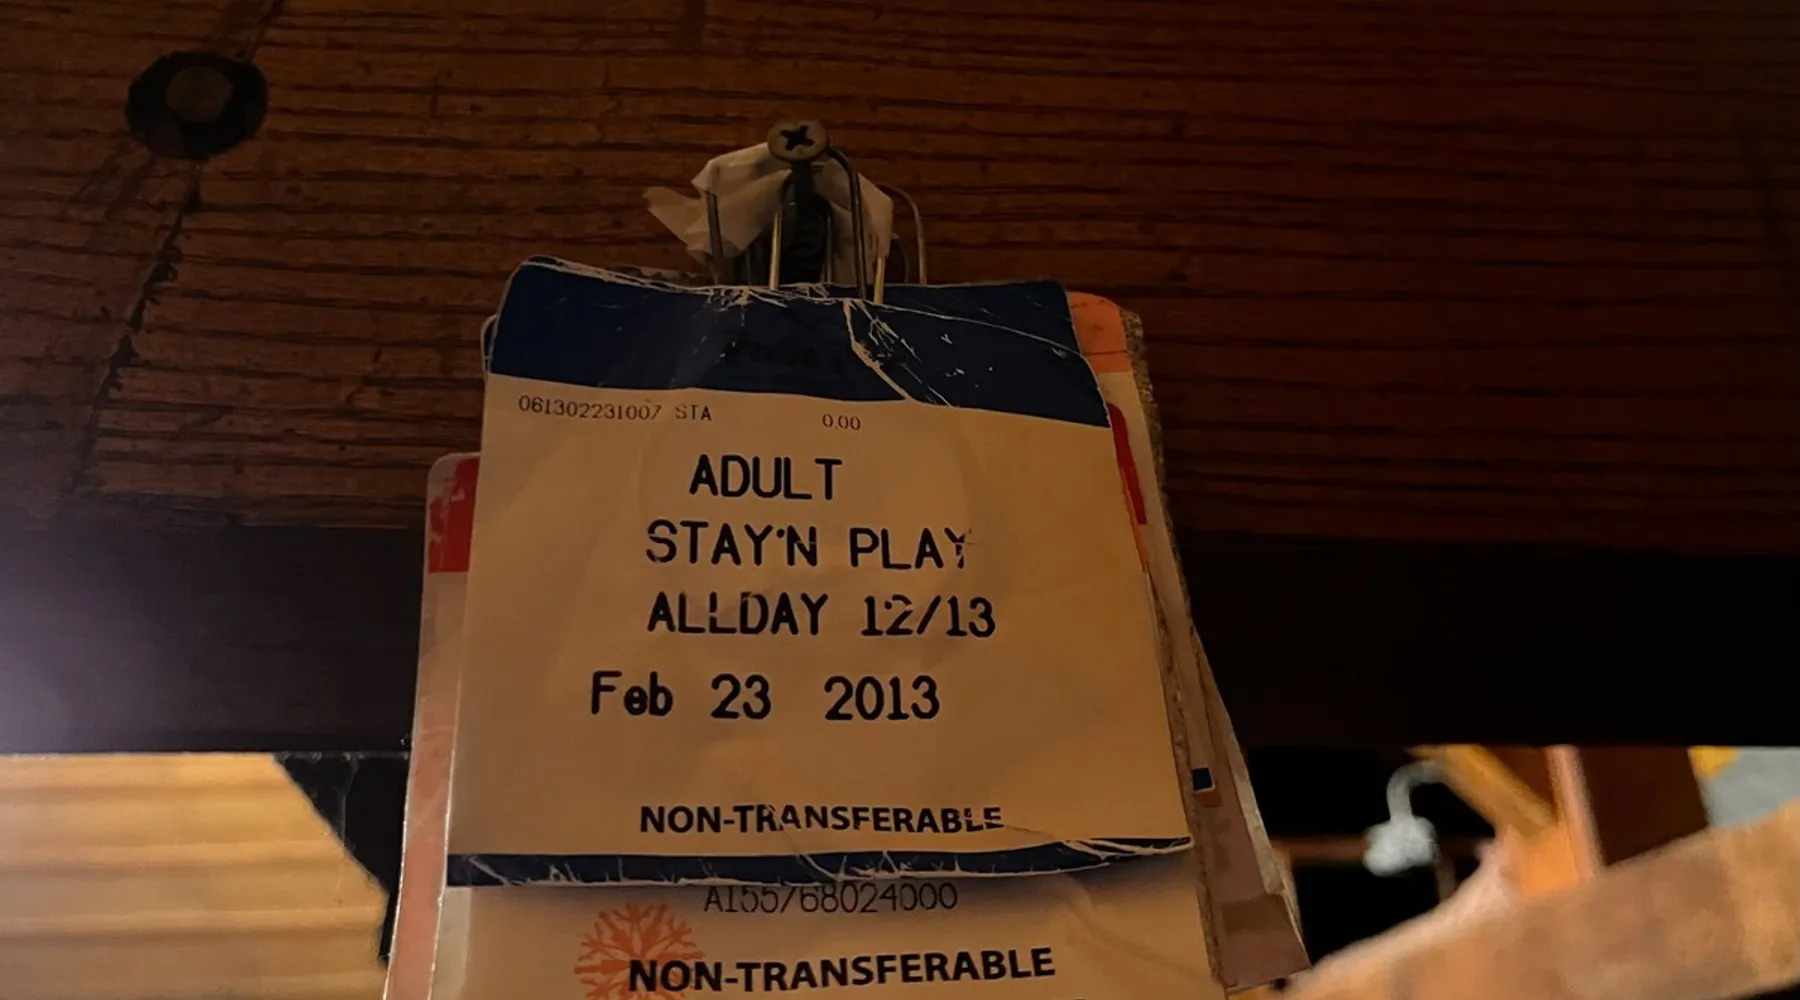 061302231007 STA 0.00
ADULT
STAY'N PLAY
ALLDAY 12/13
Feb 23 2013
NON-TRANSFERABLE
A155768024000
NON-TRANSFERABLE